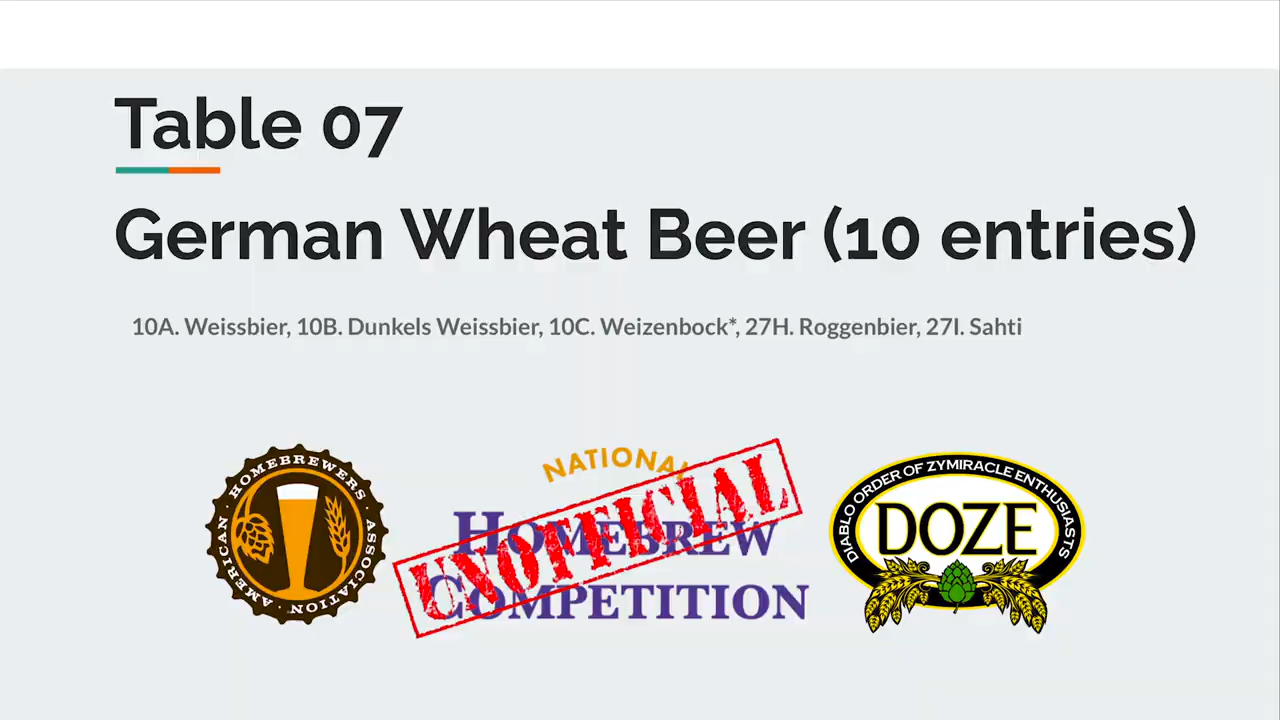 Table 07
German Wheat Beer (10 entries)
10A. Weissbier, 10B. Dunkels Weissbier, 10C. Weizenbock*, 27H. Roggenbier, 27I. Sahti
HOMEBREWERS ASSOCIATION · AMERICAN ·
NATIONAL
HOMEBREW
COMPETITION
UNOFFICIAL
DIABLO ORDER OF ZYMIRACLE ENTHUSIASTS
DOZE